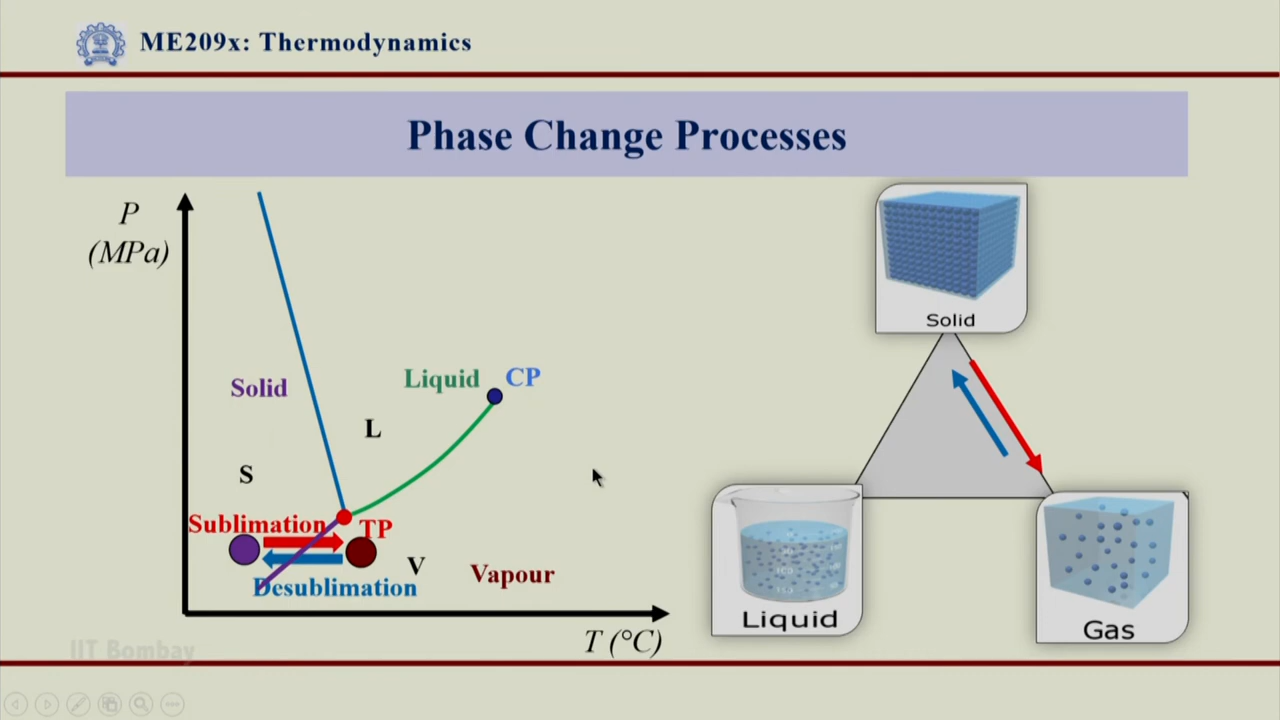 ME209x: Thermodynamics
Phase Change Processes
P
(MPa)
Solid
Liquid
CP
L
S
Sublimation
TP
V
Vapour
Desublimation
T (°C)
Solid
Liquid
Gas
IIT Bombay